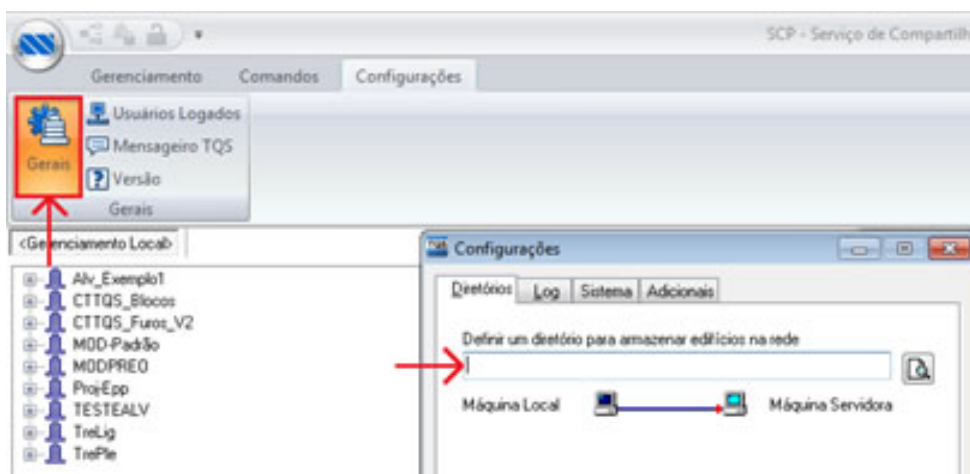 SCP - Serviço de Compartilh
Gerenciamento Comandos Configurações
Gerais
Usuários Logados
Mensageiro TQS
Versão
Gerais
<Gerenciamento Local>
Alv_Exemplo1
CTTQS_Blocos
CTTQS_Furos_V2
MOD-Padrão
MODPREO
Proj-Epp
TESTEALV
TreLig
TrePle
Configurações
Diretórios Log Sistema Adicionais
Definir um diretório para armazenar edifícios na rede
Máquina Local Máquina Servidora